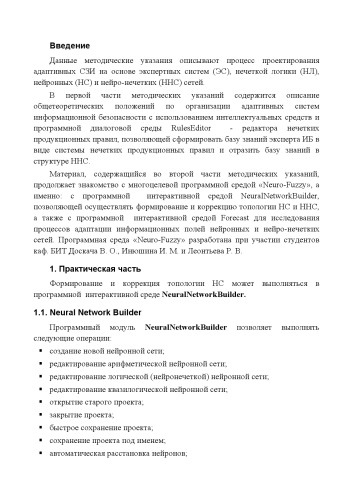 Введение
Данные методические указания описывают процесс проектирования
адаптивных СЗИ на основе экспертных систем (ЭС), нечеткой логики (НЛ),
нейронных (НС) и нейро-нечетких (ННС) сетей.
В первой части методических указаний содержится описание
общетеоретических положений по организации адаптивных систем
информационной безопасности с использованием интеллектуальных средств и
программной диалоговой среды RulesEditor - редактора нечетких
продукционных правил, позволяющей сформировать базу знаний эксперта ИБ в
виде системы нечетких продукционных правил и отразить базу знаний в
структуре ННС.
Материал, содержащийся во второй части методических указаний,
продолжает знакомство с многоцелевой программной средой «Neuro-Fuzzy», а
именно с программной интерактивной средой NeuralNetworkBuilder,
позволяющей осуществлять формирование и коррекцию топологии НС и ННС,
а также с программной интерактивной средой Forecast для исследования
процессов адаптации информационных полей нейронных и нейро-нечетких
сетей. Программная среда «Neuro-Fuzzy» разработана при участии студентов
каф. БИТ Доскача В. О., Инюшина И. М. и Леонтьева Р. В.
1. Практическая часть
Формирование и коррекция топологии НС может выполняться в
программной интерактивной среде NeuralNetworkBuilder.
1.1. Neural Network Builder
Программный модуль NeuralNetworkBuilder позволяет выполнять
следующие операции:
▪ создание новой нейронной сети;
▪ редактирование арифметической нейронной сети;
▪ редактирование логической (нейронечеткой) нейронной сети;
▪ редактирование квазилогической нейронной сети;
▪ открытие старого проекта;
▪ закрытие проекта;
▪ быстрое сохранение проекта;
▪ сохранение проекта под именем;
▪ автоматическая расстановка нейронов;